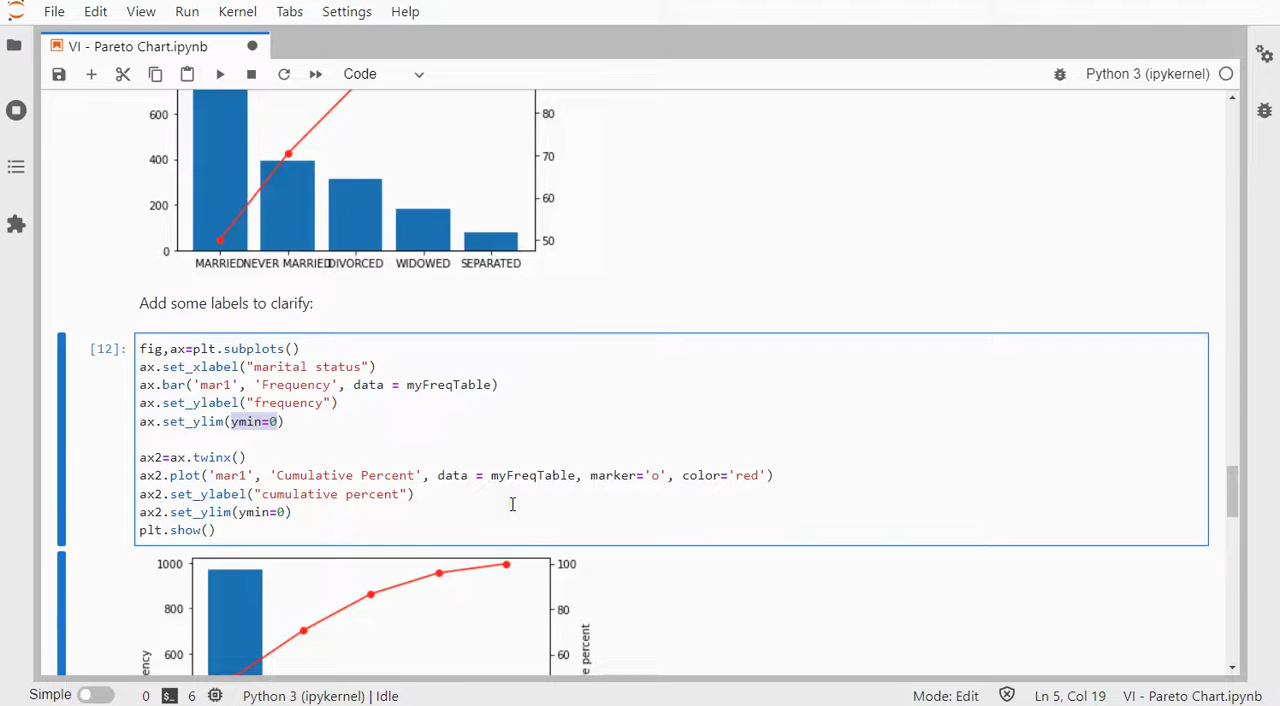 File Edit View Run Kernel Tabs Settings Help
VI - Pareto Chart.ipynb
Code
Python 3 (ipykernel)
600
400
200
0
80
70
60
50
MARRIED NEVER MARRIED DIVORCED WIDOWED SEPARATED
Add some labels to clarify:
[12]:
fig,ax=plt.subplots()
ax.set_xlabel("marital status")
ax.bar('mar1', 'Frequency', data = myFreqTable)
ax.set_ylabel("frequency")
ax.set_ylim(ymin=0)
ax2=ax.twinx()
ax2.plot('mar1', 'Cumulative Percent', data = myFreqTable, marker='o', color='red')
ax2.set_ylabel("cumulative percent")
ax2.set_ylim(ymin=0)
plt.show()
1000
800
600
100
80
60
Simple 0 6 Python 3 (ipykernel) | Idle Mode: Edit Ln 5, Col 19 VI - Pareto Chart.ipynb